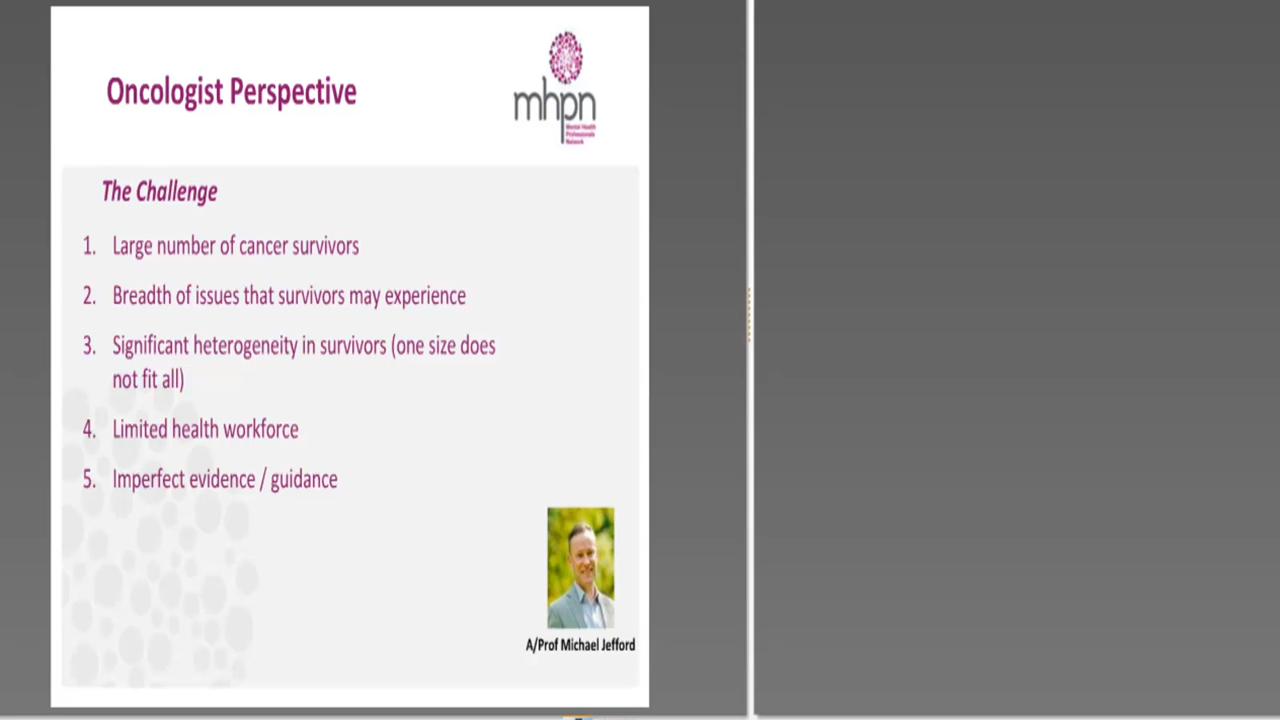 Oncologist Perspective
mhpn
Mental Health
Professionals
Network
The Challenge
1. Large number of cancer survivors
2. Breadth of issues that survivors may experience
3. Significant heterogeneity in survivors (one size does
not fit all)
4. Limited health workforce
5. Imperfect evidence / guidance
A/Prof Michael Jefford